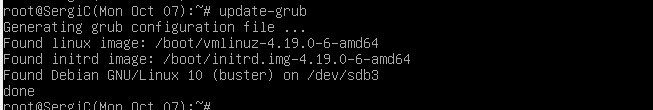 root@SergiC(Mon Oct 07):~# update-grub
Generating grub configuration file ...
Found linux image: /boot/vmlinuz-4.19.0-6-amd64
Found initrd image: /boot/initrd.img-4.19.0-6-amd64
Found Debian GNU/Linux 10 (buster) on /dev/sdb3
done
root@SergiC(Mon Oct 07):~#